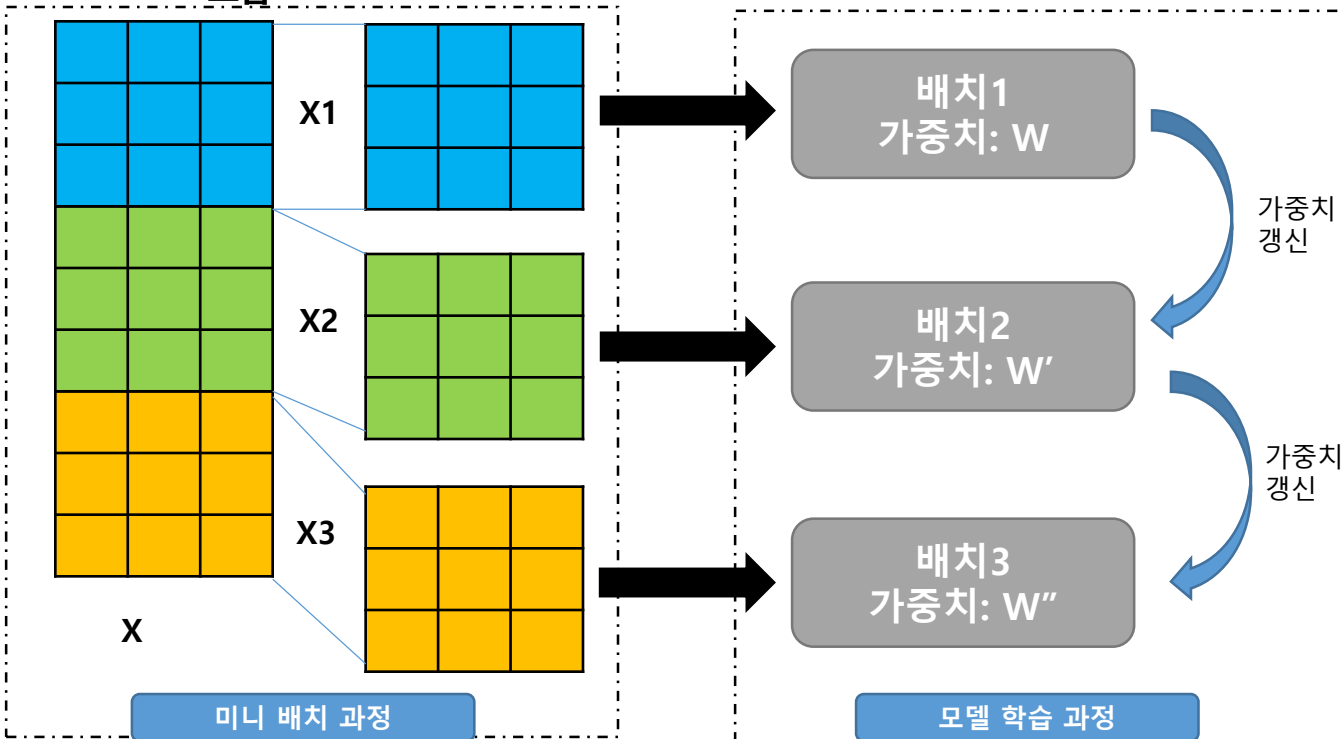 X1
X2
X3
X
미니 배치 과정
배치1
가중치: W
가중치
갱신
배치2
가중치: W′
가중치
갱신
배치3
가중치: W″
모델 학습 과정